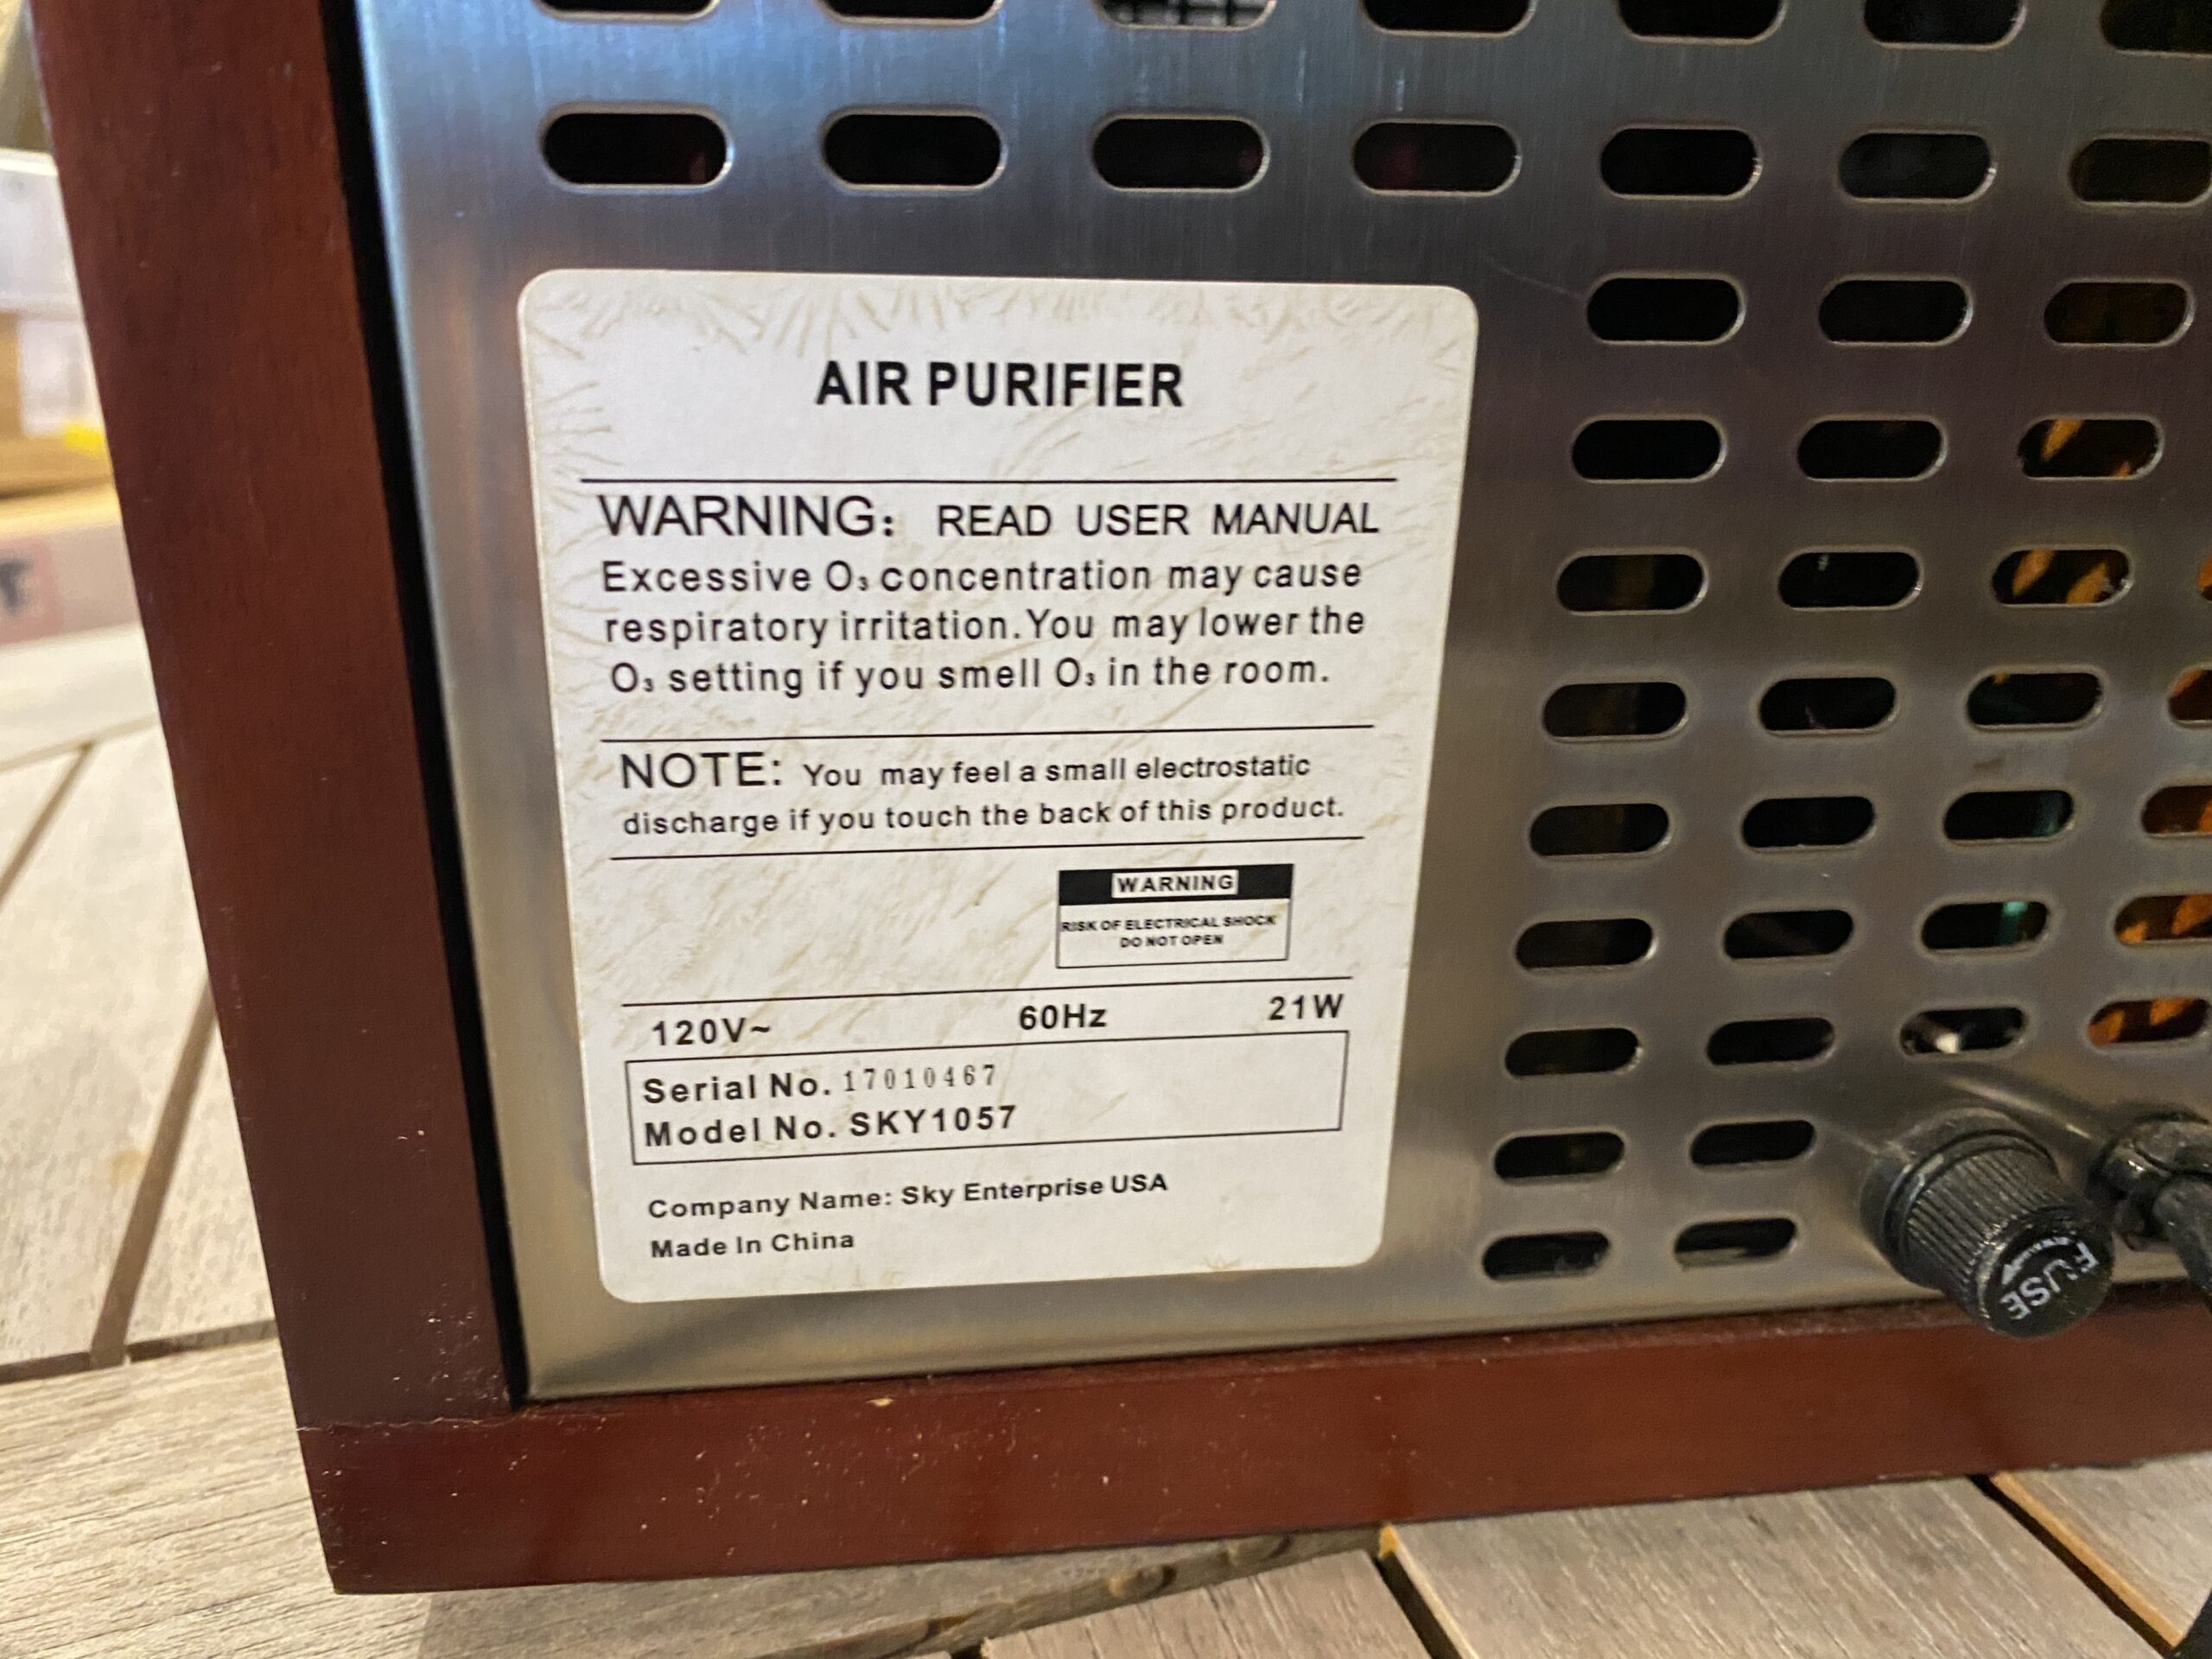 AIR PURIFIER
WARNING: READ USER MANUAL
Excessive O₃ concentration may cause
respiratory irritation. You may lower the
O₃ setting if you smell O₃ in the room.
NOTE: You may feel a small electrostatic
discharge if you touch the back of this product.
WARNING
RISK OF ELECTRICAL SHOCK
DO NOT OPEN
120V~ 60Hz 21W
Serial No. 17010467
Model No. SKY1057
Company Name: Sky Enterprise USA
Made In China
FUSE